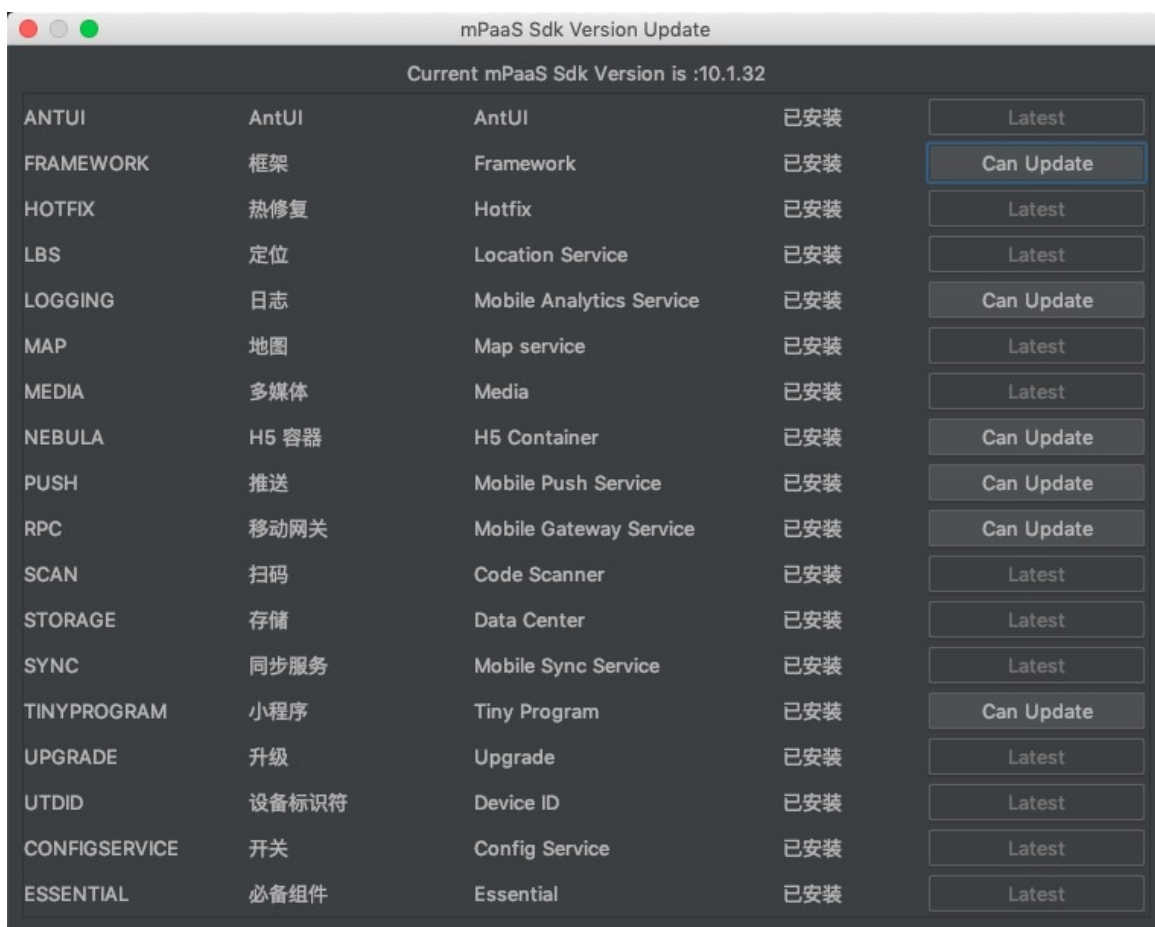 mPaaS Sdk Version Update
Current mPaaS Sdk Version is :10.1.32
ANTUI AntUI AntUI 已安装 Latest
FRAMEWORK 框架 Framework 已安装 Can Update
HOTFIX 热修复 Hotfix 已安装 Latest
LBS 定位 Location Service 已安装 Latest
LOGGING 日志 Mobile Analytics Service 已安装 Can Update
MAP 地图 Map service 已安装 Latest
MEDIA 多媒体 Media 已安装 Latest
NEBULA H5 容器 H5 Container 已安装 Can Update
PUSH 推送 Mobile Push Service 已安装 Can Update
RPC 移动网关 Mobile Gateway Service 已安装 Can Update
SCAN 扫码 Code Scanner 已安装 Latest
STORAGE 存储 Data Center 已安装 Latest
SYNC 同步服务 Mobile Sync Service 已安装 Latest
TINYPROGRAM 小程序 Tiny Program 已安装 Can Update
UPGRADE 升级 Upgrade 已安装 Latest
UTDID 设备标识符 Device ID 已安装 Latest
CONFIGSERVICE 开关 Config Service 已安装 Latest
ESSENTIAL 必备组件 Essential 已安装 Latest